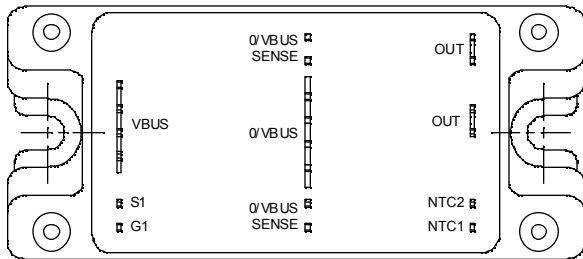 0/VBUS
SENSE
OUT
VBUS
0/VBUS
OUT
S1
G1
0/VBUS
SENSE
NTC2
NTC1